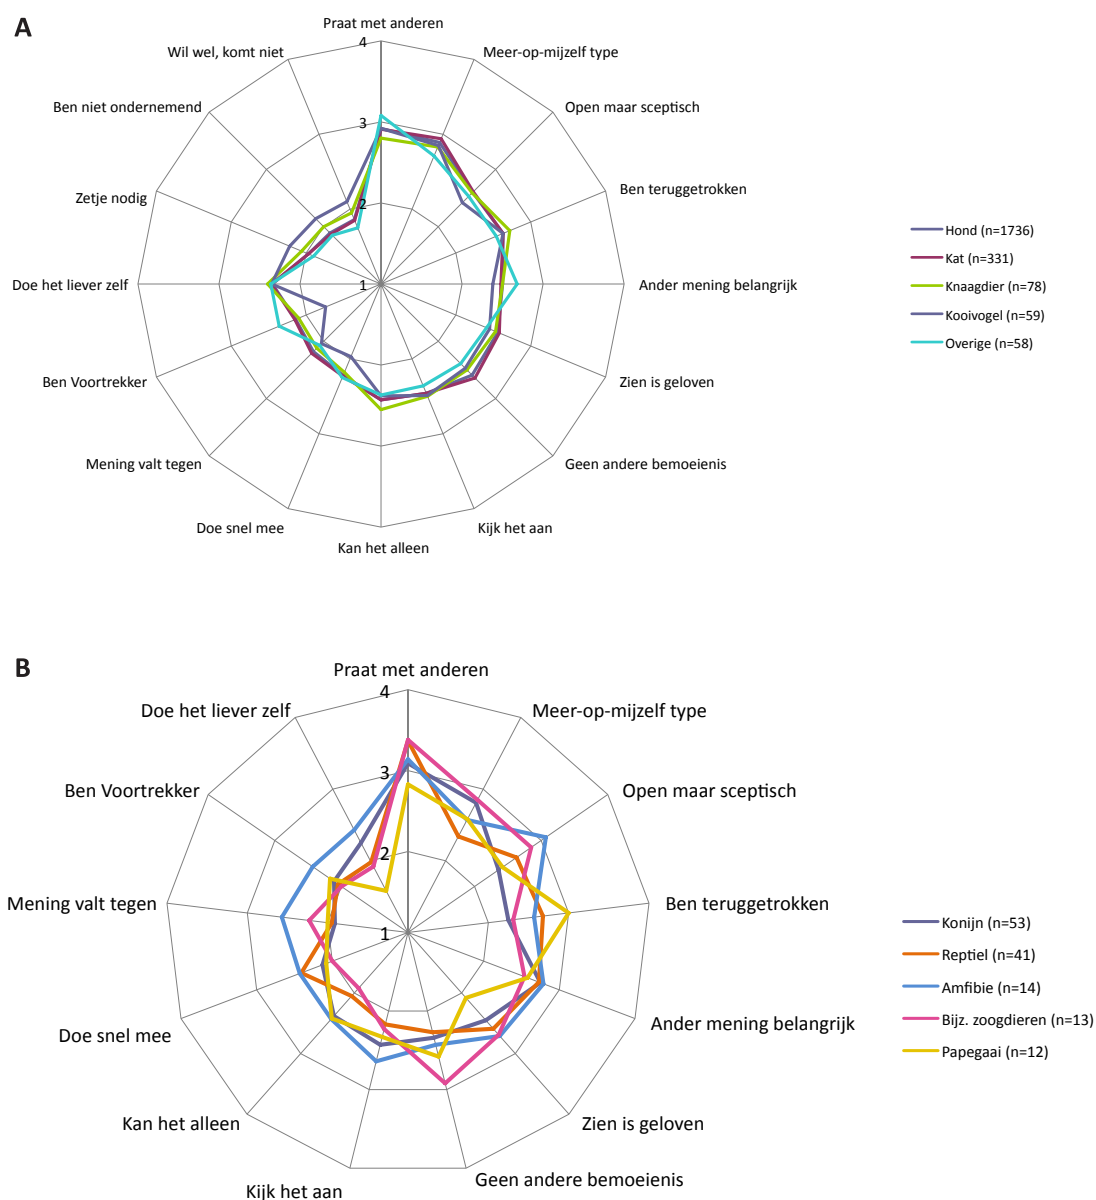 A
Praat met anderen
Meer-op-mijzelf type
Open maar sceptisch
Ben teruggetrokken
Ander mening belangrijk
Zien is geloven
Geen andere bemoeienis
Kijk het aan
Kan het alleen
Doe snel mee
Mening valt tegen
Ben Voortrekker
Doe het liever zelf
Zetje nodig
Ben niet ondernemend
Wil wel, komt niet
4
3
2
1
Hond (n=1736)
Kat (n=331)
Knaagdier (n=78)
Kooivogel (n=59)
Overige (n=58)
B
Praat met anderen
Meer-op-mijzelf type
Open maar sceptisch
Ben teruggetrokken
Ander mening belangrijk
Zien is geloven
Geen andere bemoeienis
Kijk het aan
Kan het alleen
Doe snel mee
Mening valt tegen
Ben Voortrekker
Doe het liever zelf
4
3
2
1
Konijn (n=53)
Reptiel (n=41)
Amfibie (n=14)
Bijz. zoogdieren (n=13)
Papegaai (n=12)